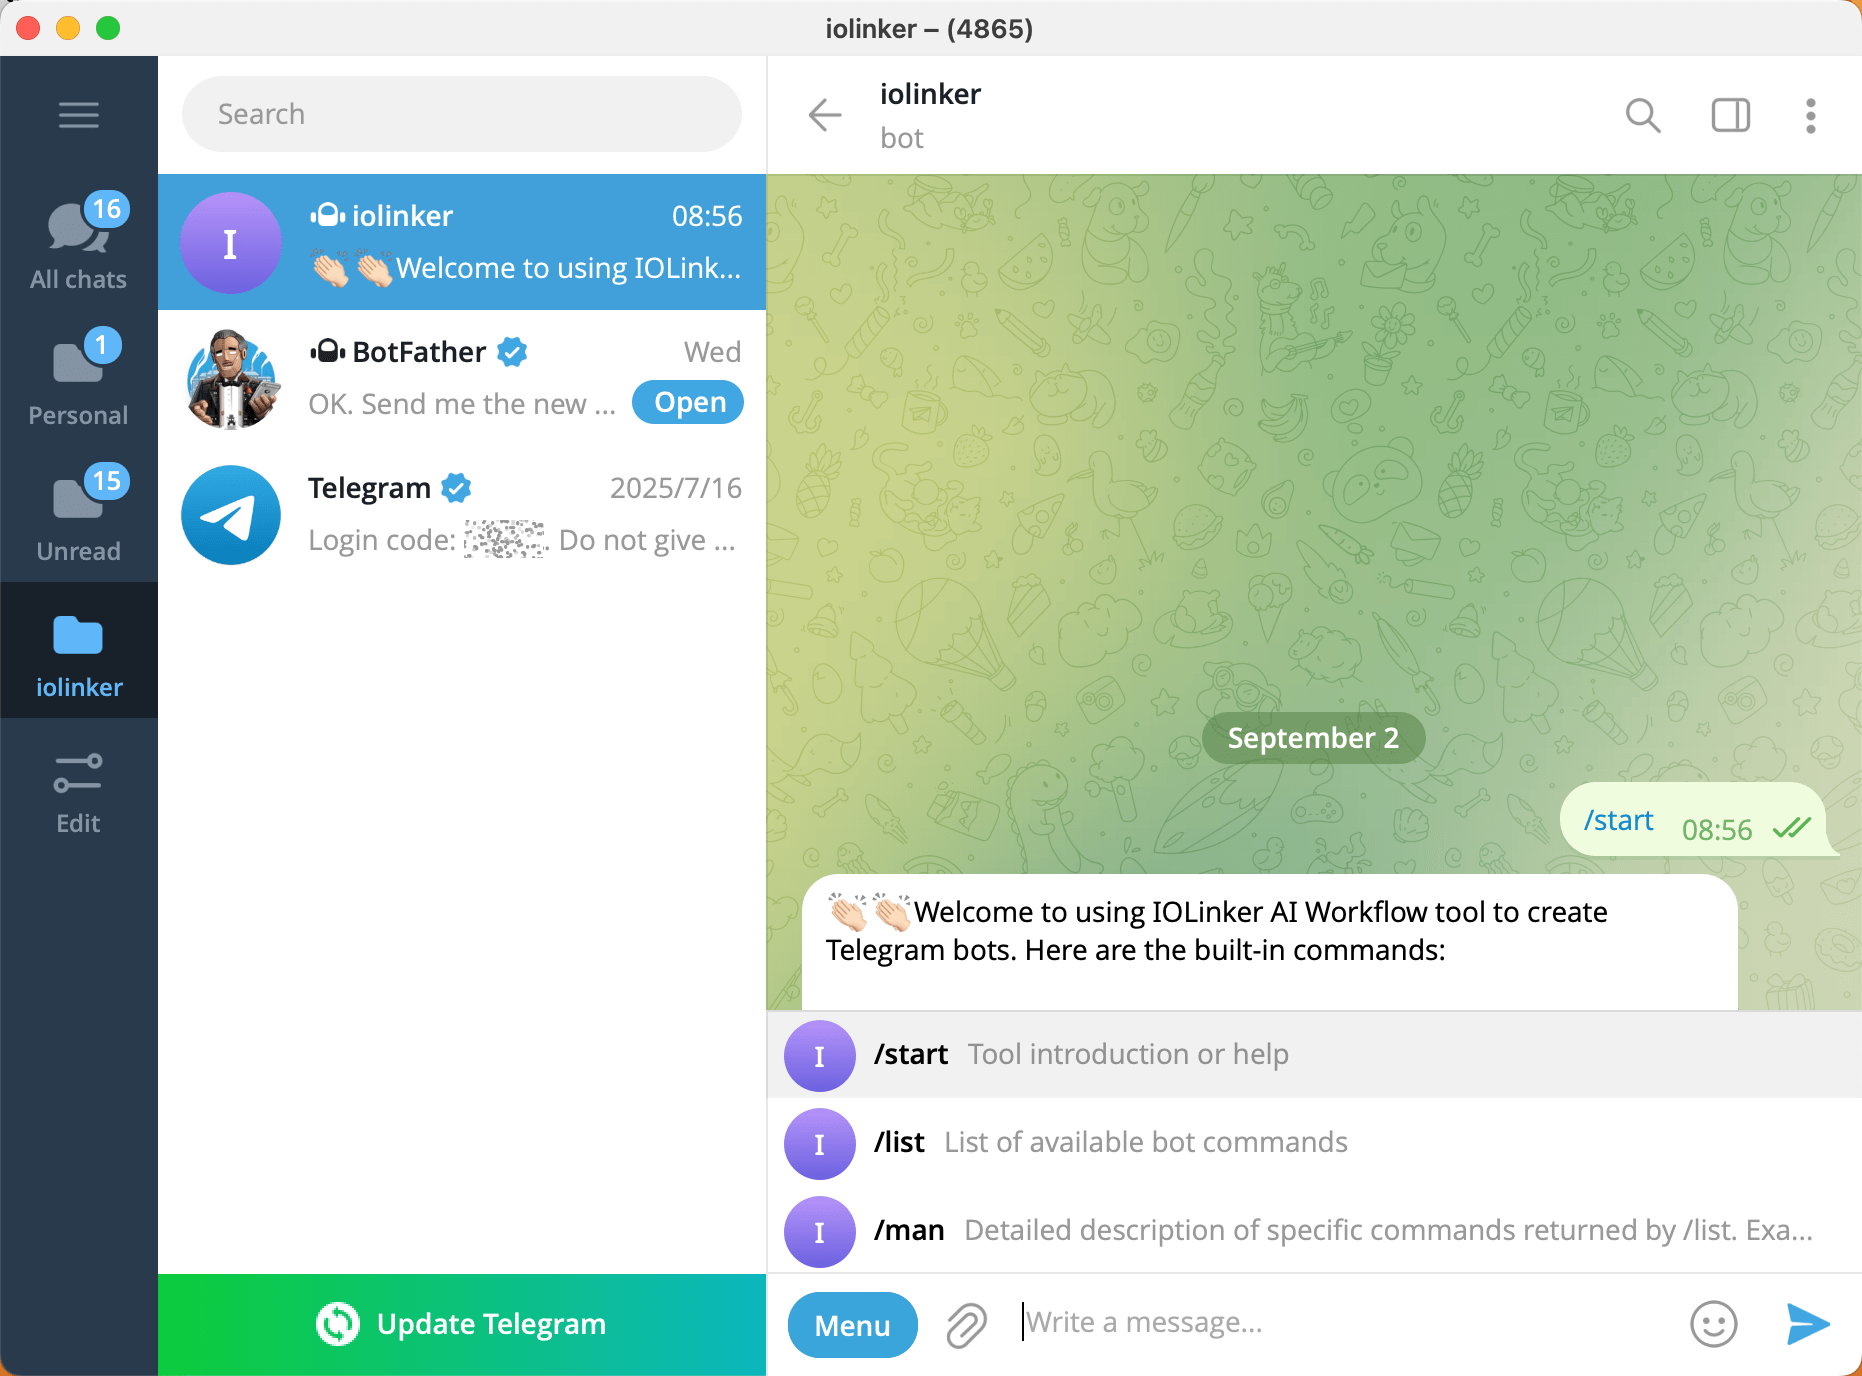 iolinker – (4865)
Search
16
All chats
1
Personal
15
Unread
iolinker
Edit
I
iolinker
08:56
👏🏻👏🏻Welcome to using IOLink...
BotFather
Wed
OK. Send me the new ...
Open
Telegram
2025/7/16
Login code: . Do not give ...
Update Telegram
iolinker
bot
September 2
/start 08:56
👏🏻👏🏻Welcome to using IOLinker AI Workflow tool to create
Telegram bots. Here are the built-in commands:
I /start Tool introduction or help
I /list List of available bot commands
I /man Detailed description of specific commands returned by /list. Exa...
Menu
Write a message...